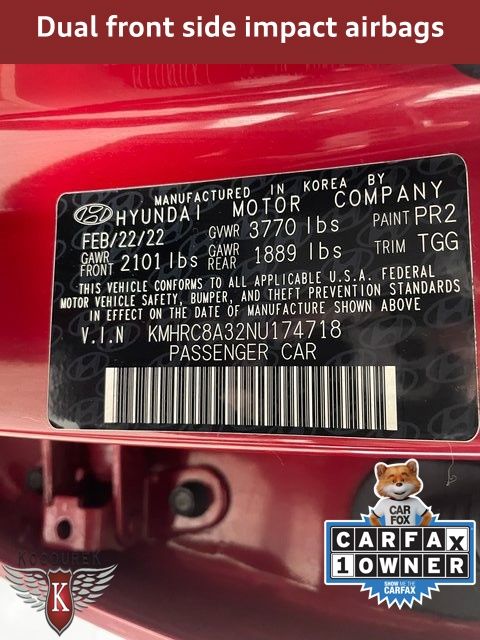 Dual front side impact airbags
MANUFACTURED IN KOREA BY
HYUNDAI MOTOR COMPANY
FEB/22/22 GVWR 3770 lbs PAINT PR2
GAWR FRONT 2101 lbs GAWR REAR 1889 lbs TRIM TGG
THIS VEHICLE CONFORMS TO ALL APPLICABLE U.S.A. FEDERAL
MOTOR VEHICLE SAFETY, BUMPER, AND THEFT PREVENTION STANDARDS
IN EFFECT ON THE DATE OF MANUFACTURE SHOWN ABOVE
V.I.N KMHRC8A32NU174718
PASSENGER CAR
CAR
FOX
CARFAX
1 OWNER
SHOW ME THE
CARFAX
KOCOUREK
K